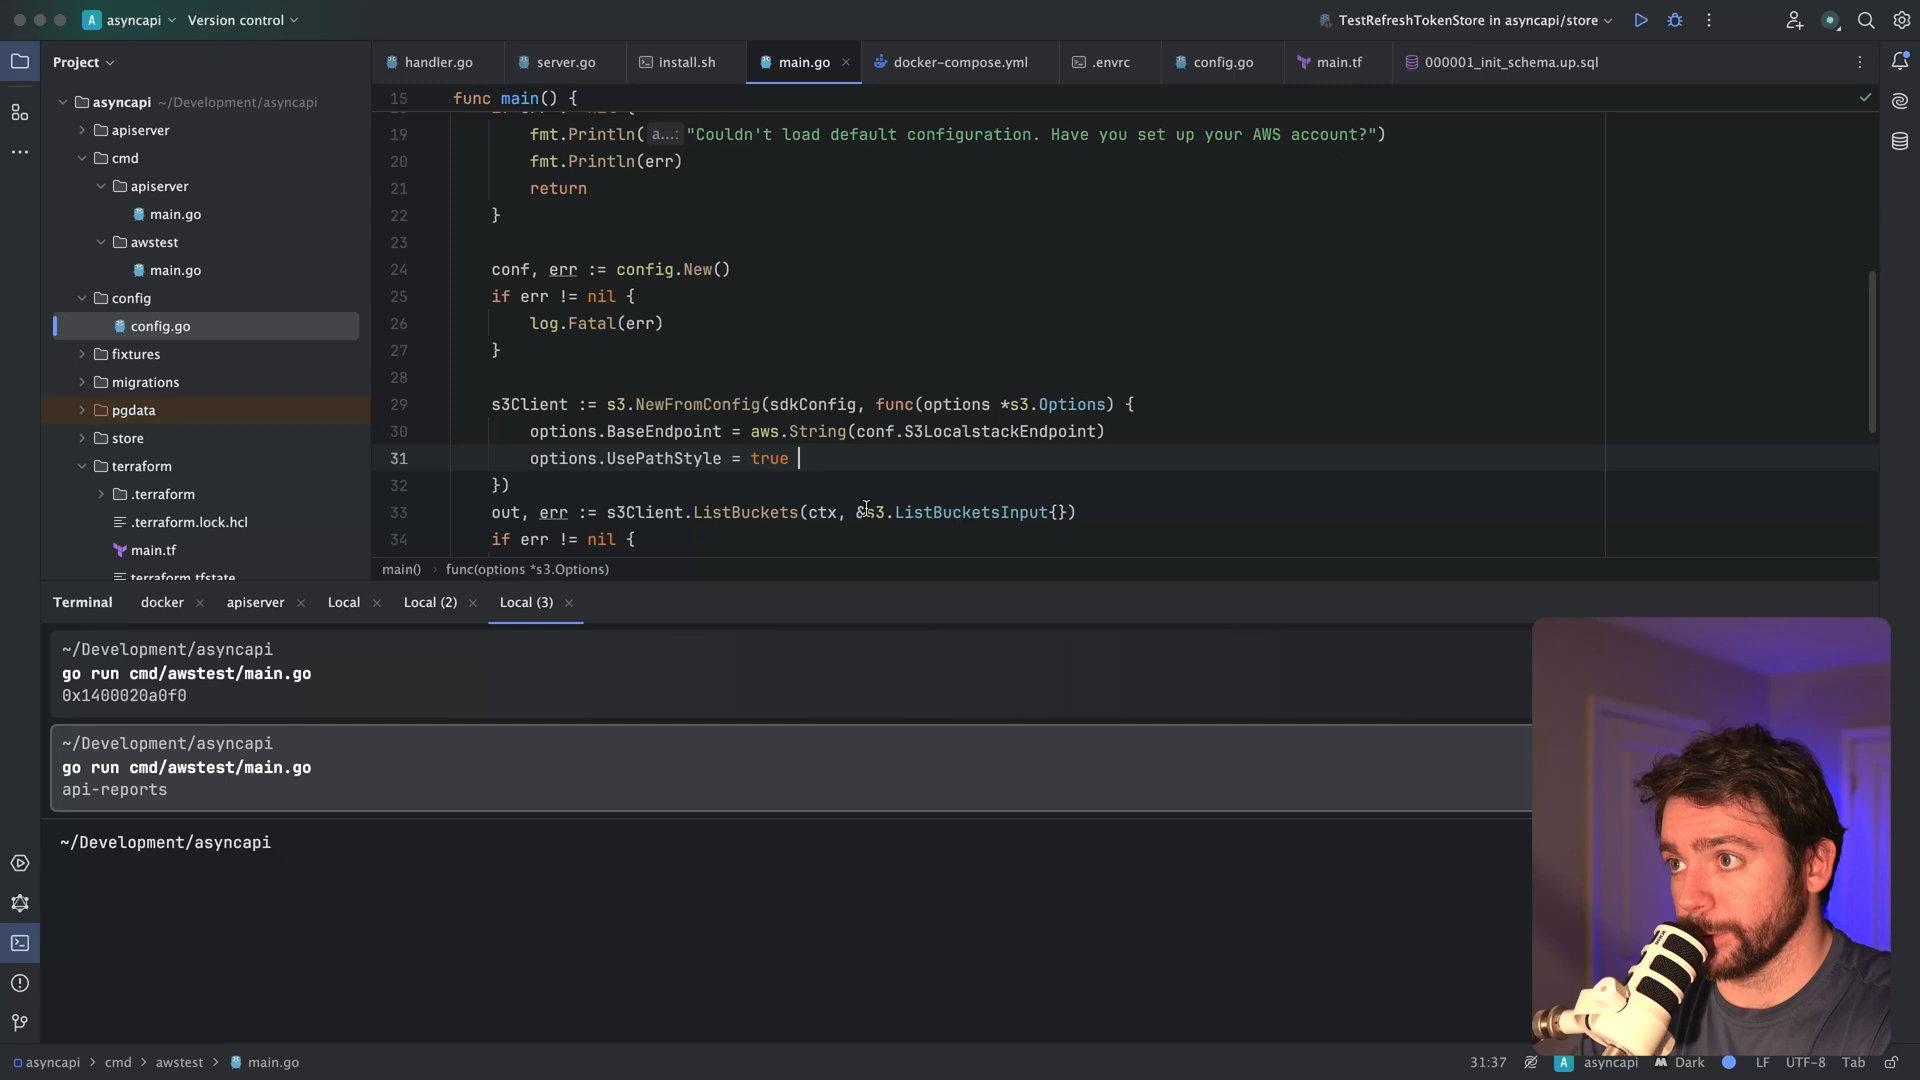 A asyncapi
Version control
TestRefreshTokenStore in asyncapi/store
Project
handler.go
server.go
install.sh
main.go
docker-compose.yml
.envrc
config.go
main.tf
000001_init_schema.up.sql
asyncapi ~/Development/asyncapi
apiserver
cmd
apiserver
main.go
awstest
main.go
config
config.go
fixtures
migrations
pgdata
store
terraform
.terraform
.terraform.lock.hcl
main.tf
terraform.tfstate
15 func main() {
19 fmt.Println( a…: "Couldn't load default configuration. Have you set up your AWS account?")
20 fmt.Println(err)
21 return
22 }
23
24 conf, err := config.New()
25 if err != nil {
26 log.Fatal(err)
27 }
28
29 s3Client := s3.NewFromConfig(sdkConfig, func(options *s3.Options) {
30 options.BaseEndpoint = aws.String(conf.S3LocalstackEndpoint)
31 options.UsePathStyle = true
32 })
33 out, err := s3Client.ListBuckets(ctx, &s3.ListBucketsInput{})
34 if err != nil {
main() func(options *s3.Options)
Terminal
docker
apiserver
Local
Local (2)
Local (3)
~/Development/asyncapi
go run cmd/awstest/main.go
0x1400020a0f0
~/Development/asyncapi
go run cmd/awstest/main.go
api-reports
~/Development/asyncapi
asyncapi > cmd > awstest > main.go
31:37
A asyncapi
Dark
LF
UTF-8
Tab